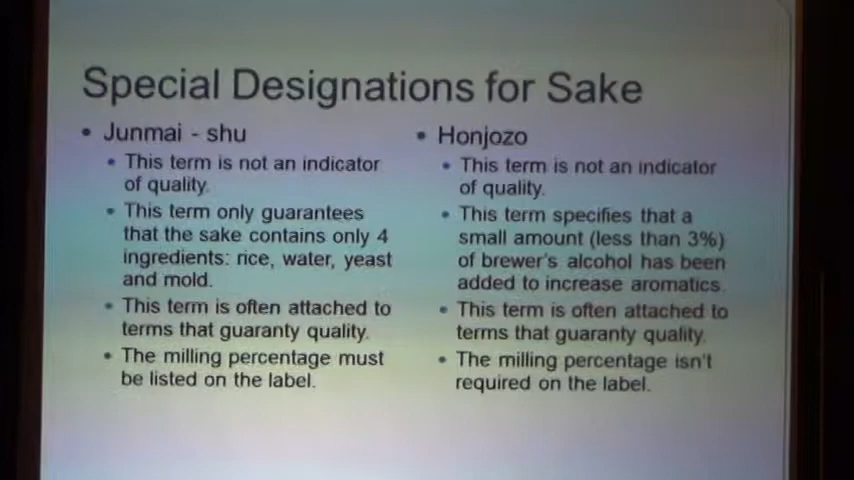 Special Designations for Sake
• Junmai - shu
• This term is not an indicator
of quality.
• This term only guarantees
that the sake contains only 4
ingredients: rice, water, yeast
and mold.
• This term is often attached to
terms that guaranty quality.
• The milling percentage must
be listed on the label.
• Honjozo
• This term is not an indicator
of quality.
• This term specifies that a
small amount (less than 3%)
of brewer's alcohol has been
added to increase aromatics.
• This term is often attached to
terms that guaranty quality.
• The milling percentage isn't
required on the label.